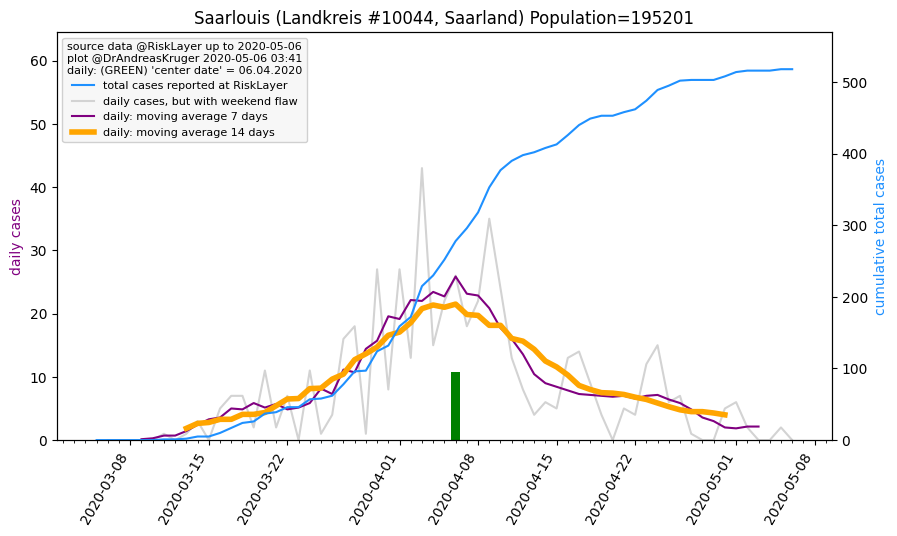 Saarlouis (Landkreis #10044, Saarland) Population=195201
source data @RiskLayer up to 2020-05-06
plot @DrAndreasKruger 2020-05-06 03:41
daily: (GREEN) 'center date' = 06.04.2020
total cases reported at RiskLayer
daily cases, but with weekend flaw
daily: moving average 7 days
daily: moving average 14 days
daily cases
60
50
40
30
20
10
0
cumulative total cases
500
400
300
200
100
0
2020-03-08
2020-03-15
2020-03-22
2020-04-01
2020-04-08
2020-04-15
2020-04-22
2020-05-01
2020-05-08